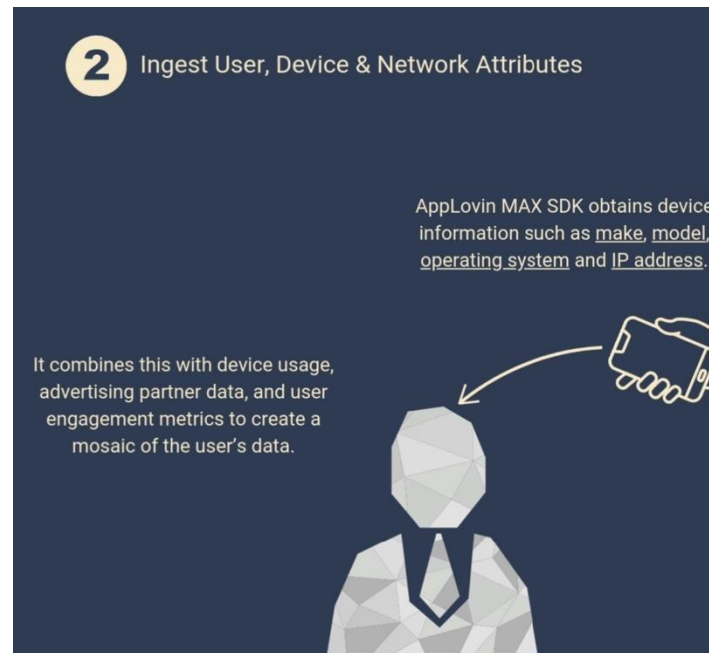 2 Ingest User, Device & Network Attributes
AppLovin MAX SDK obtains device
information such as make, model,
operating system and IP address.
It combines this with device usage,
advertising partner data, and user
engagement metrics to create a
mosaic of the user's data.